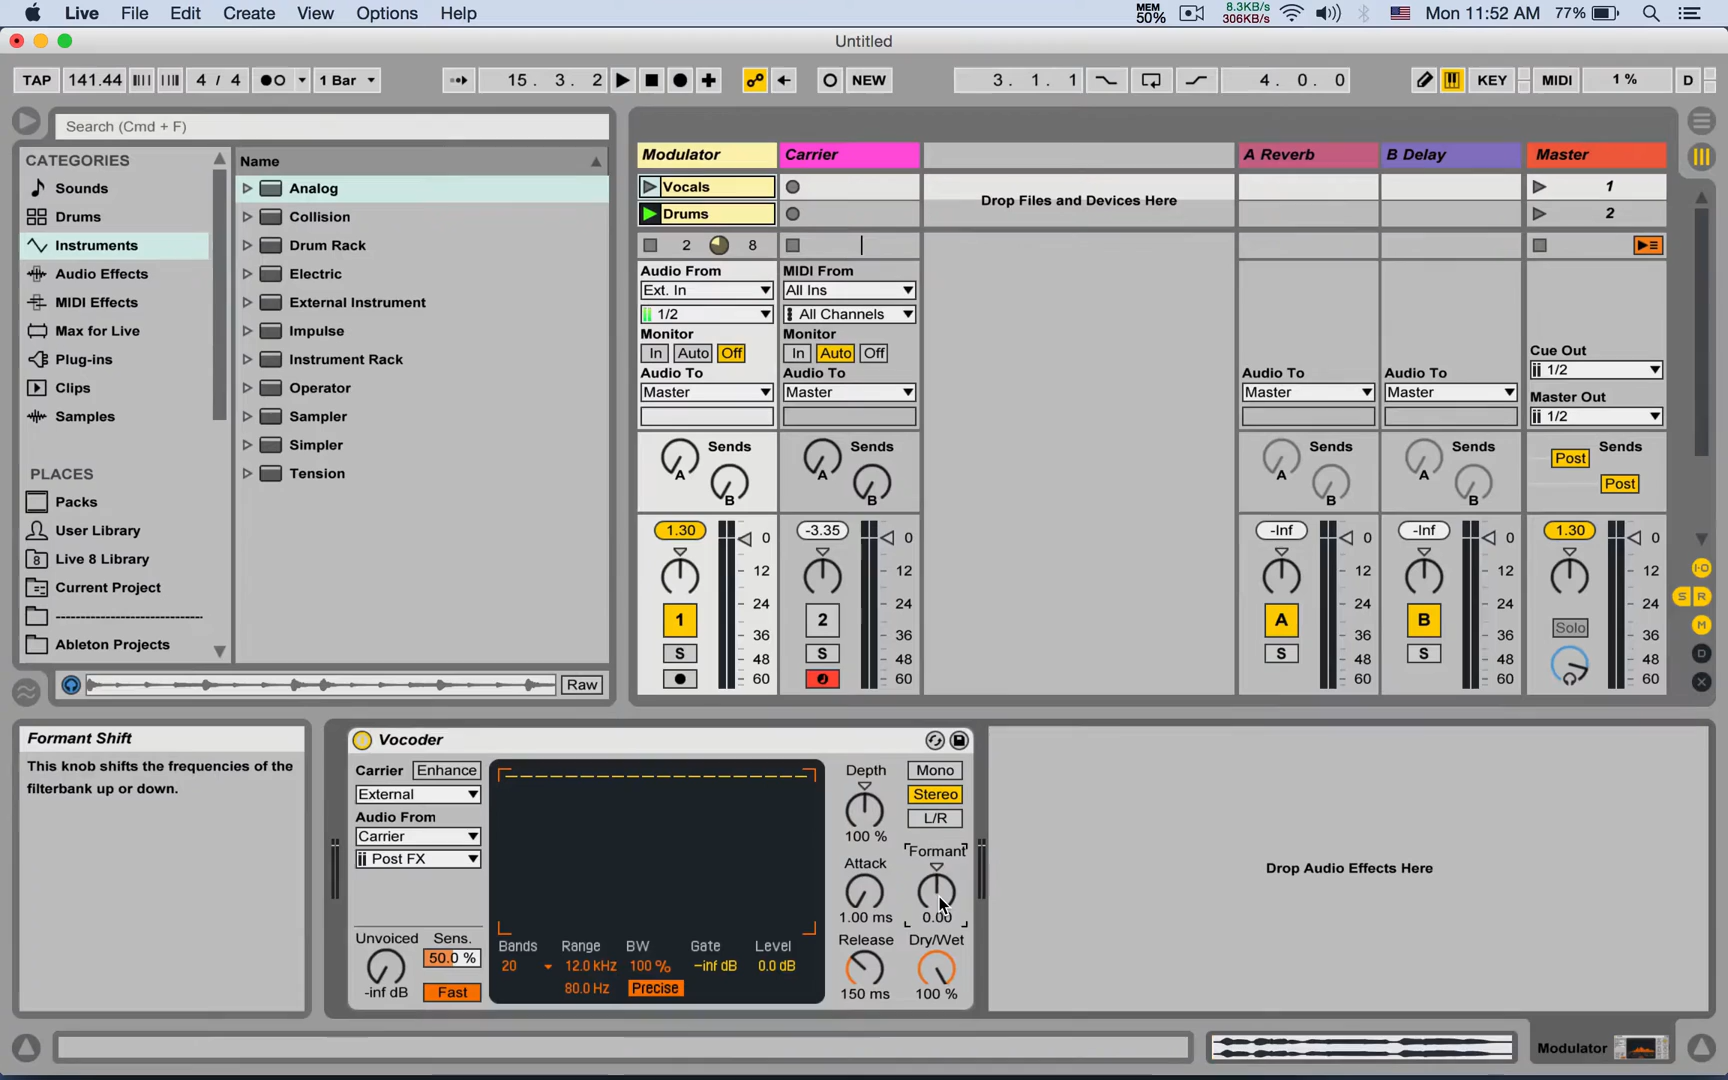 Live File Edit Create View Options Help MEM 50% 8.3KB/s 306KB/s Mon 11:52 AM 77%
Untitled
TAP 141.44 4 / 4 1 Bar 15. 3. 2 NEW 3. 1. 1 4. 0. 0 KEY MIDI 1 % D
Search (Cmd + F)
CATEGORIES
Sounds
Drums
Instruments
Audio Effects
MIDI Effects
Max for Live
Plug-ins
Clips
Samples
PLACES
Packs
User Library
Live 8 Library
8
Current Project
--------------------------------
Ableton Projects
Name
Analog
Collision
Drum Rack
Electric
External Instrument
Impulse
Instrument Rack
Operator
Sampler
Simpler
Tension
Raw
Modulator Carrier A Reverb B Delay Master
Vocals 1
Drums 2
Drop Files and Devices Here
2 8
Audio From MIDI From
Ext. In All Ins
1/2 All Channels
Monitor Monitor
In Auto Off In Auto Off
Cue Out
1/2
Audio To Audio To Audio To Audio To
Master Master Master Master
Master Out
1/2
Sends Sends Sends Sends Sends
A A A A Post
B B B B Post
1.30 0 -3.35 0 -Inf 0 -Inf 0 1.30 0
12 12 12 12 12
24 24 24 24 24
1 36 2 36 A 36 B 36 Solo 36
S 48 S 48 S 48 S 48 48
60 60 60 60 60
I-O
S R
M
D
X
Formant Shift
This knob shifts the frequencies of the
filterbank up or down.
Vocoder
Carrier Enhance
External
Audio From
Carrier
Post FX
Unvoiced Sens.
50.0 %
-inf dB Fast
Bands Range BW Gate Level
20 12.0 kHz 100 % -inf dB 0.0 dB
80.0 Hz Precise
Depth Mono
Stereo
100 % L/R
Attack Formant
1.00 ms 0.00
Release Dry/Wet
150 ms 100 %
Drop Audio Effects Here
Modulator